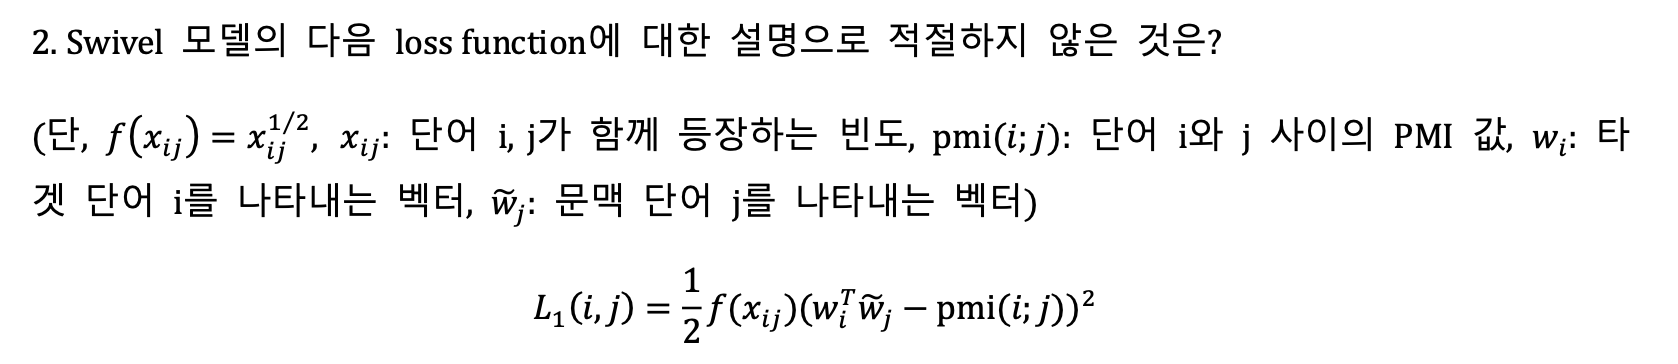 2. Swivel 모델의 다음 loss function에 대한 설명으로 적절하지 않은 것은?
(단, f(x_{ij}) = x_{ij}^{1/2}, x_{ij}: 단어 i, j가 함께 등장하는 빈도, pmi(i; j): 단어 i와 j 사이의 PMI 값, w_i: 타
겟 단어 i를 나타내는 벡터, w̃_j: 문맥 단어 j를 나타내는 벡터)
L_1(i, j) = \frac{1}{2} f(x_{ij})(w_i^T w̃_j − pmi(i; j))^2